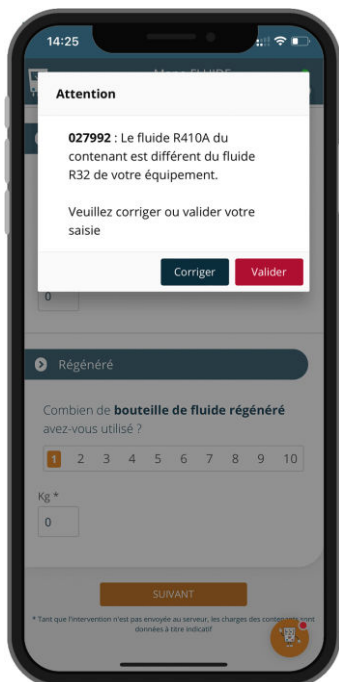 14:25
Attention
027992 : Le fluide R410A du
contenant est différent du fluide
R32 de votre équipement.
Veuillez corriger ou valider votre
saisie
Corriger
Valider
0
Régénéré
Combien de bouteille de fluide régénéré
avez-vous utilisé ?
1 2 3 4 5 6 7 8 9 10
Kg *
0
SUIVANT
* Tant que l'intervention n'est pas envoyée au serveur, les charges des contenants sont
données à titre indicatif